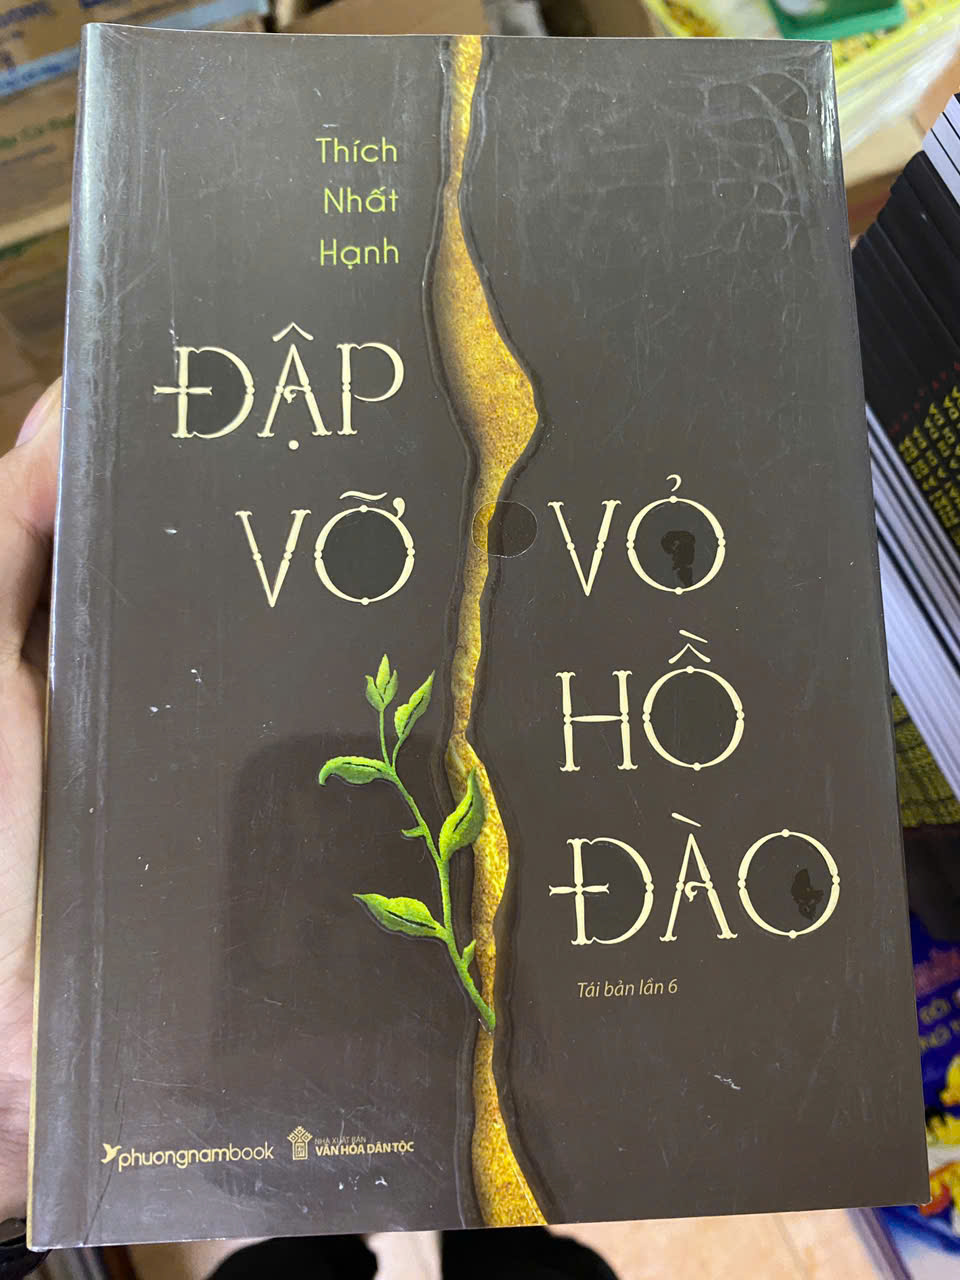 Thích
Nhất
Hạnh
ĐẬP
VỠ
VỎ
HỒ
ĐÀO
Tái bản lần 6
phuongnambook
NHÀ XUẤT BẢN
VĂN HÓA DÂN TỘC